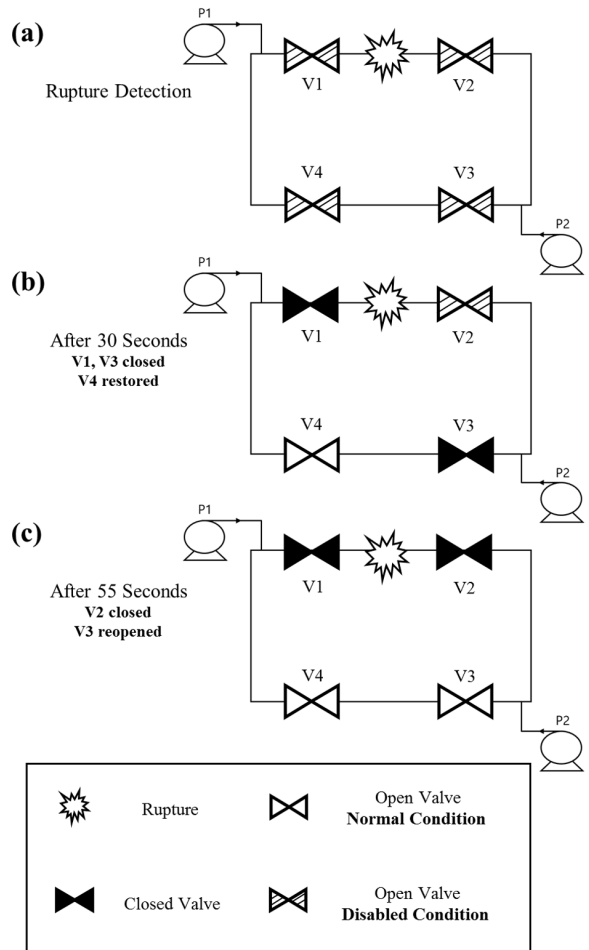 (a)
P1
V1
V2
Rupture Detection
V4
V3
P2
(b)
P1
After 30 Seconds
V1, V3 closed
V4 restored
V1
V2
V4
V3
P2
(c)
P1
After 55 Seconds
V2 closed
V3 reopened
V1
V2
V4
V3
P2
Rupture
Open Valve
Normal Condition
Closed Valve
Open Valve
Disabled Condition